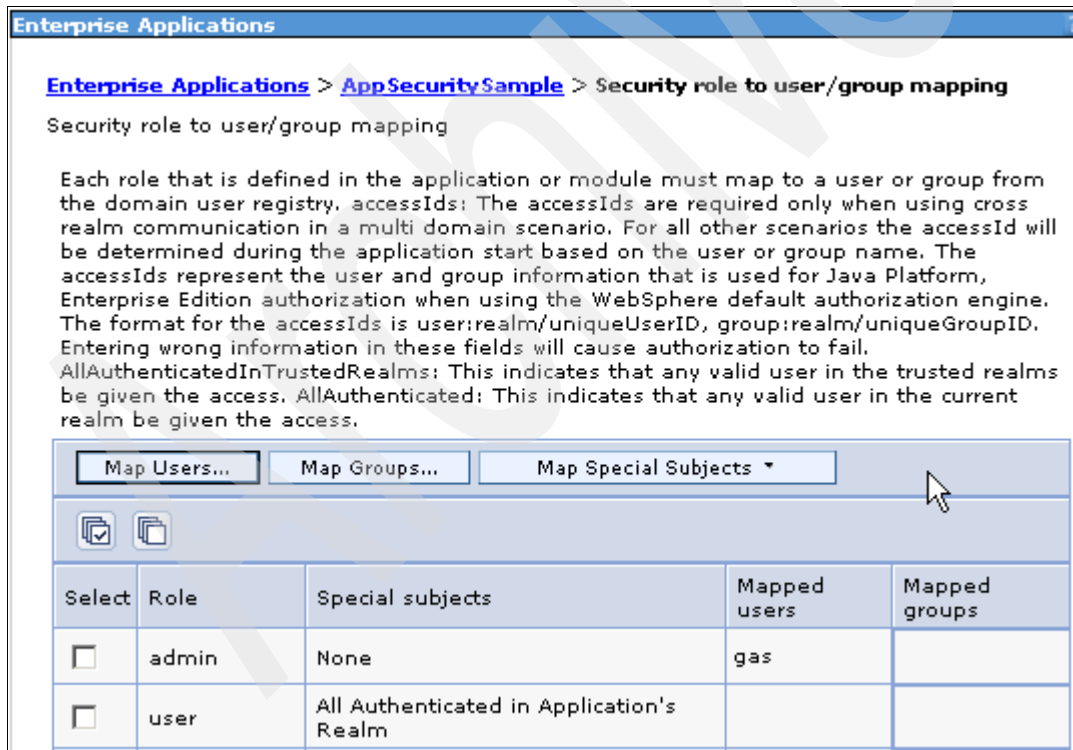 Enterprise Applications
Enterprise Applications > AppSecuritySample > Security role to user/group mapping
Security role to user/group mapping
Each role that is defined in the application or module must map to a user or group from
the domain user registry. accessIds: The accessIds are required only when using cross
realm communication in a multi domain scenario. For all other scenarios the accessId will
be determined during the application start based on the user or group name. The
accessIds represent the user and group information that is used for Java Platform,
Enterprise Edition authorization when using the WebSphere default authorization engine.
The format for the accessIds is user:realm/uniqueUserID, group:realm/uniqueGroupID.
Entering wrong information in these fields will cause authorization to fail.
AllAuthenticatedInTrustedRealms: This indicates that any valid user in the trusted realms
be given the access. AllAuthenticated: This indicates that any valid user in the current
realm be given the access.
Map Users... Map Groups... Map Special Subjects
Select Role Special subjects Mapped users Mapped groups
admin None gas
user All Authenticated in Application's
Realm